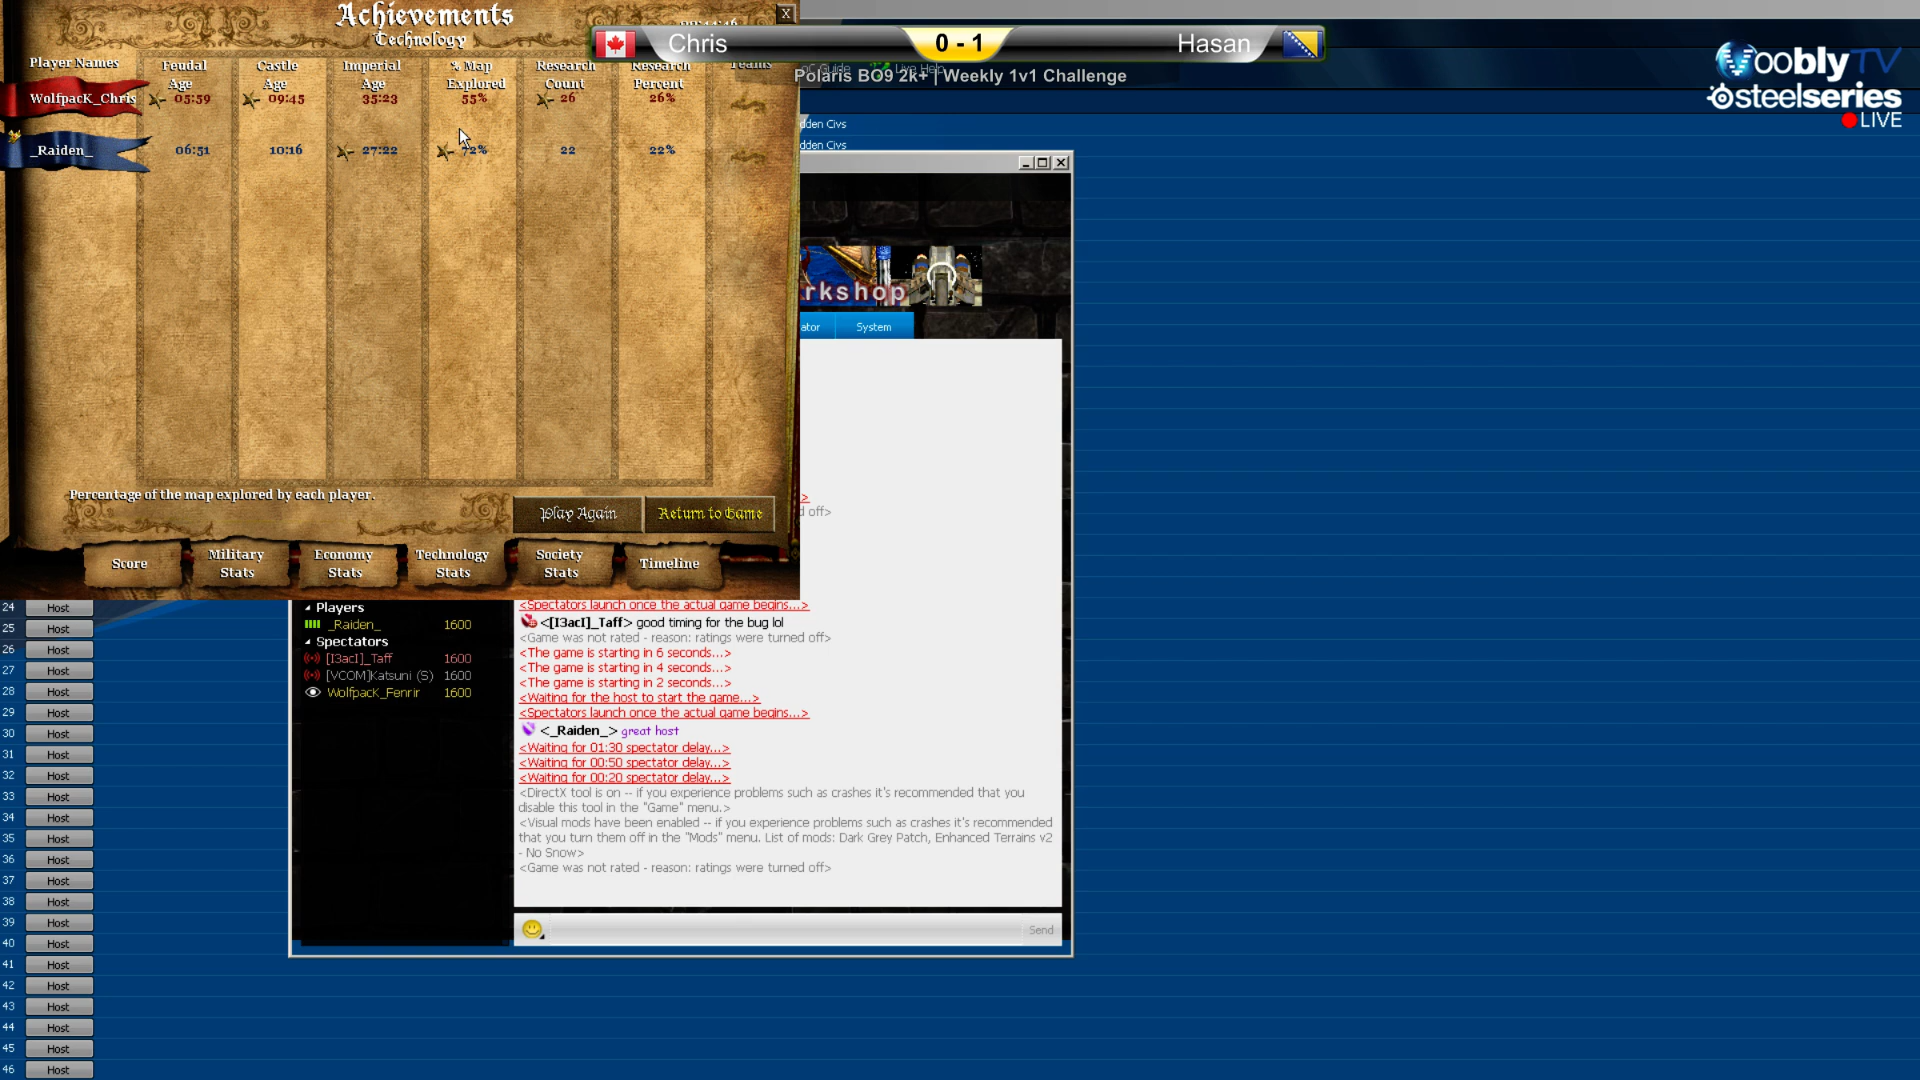 Achievements
Technology
X
Player Names
Feudal Age
Castle Age
Imperial Age
% Map Explored
Research Count
Research Percent
Teams
WolfpacK_Chris 05:59 09:45 35:23 55% 26 26%
_Raiden_ 06:51 10:16 27:22 72% 22 22%
Percentage of the map explored by each player.
Play Again
Return to Game
Score
Military Stats
Economy Stats
Technology Stats
Society Stats
Timeline
Chris 0 - 1 Hasan
Polaris BO9 2k+ | Weekly 1v1 Challenge
Live Help
VooblyTV
steelseries
LIVE
dden Civs
dden Civs
rkshop
ator
System
>
d off>
Players
_Raiden_ 1600
Spectators
[I3acI]_Taff 1600
[VCOM]Katsuni (S) 1600
WolfpacK_Fenrir 1600
<Spectators launch once the actual game begins...>
<[I3acI]_Taff> good timing for the bug lol
<Game was not rated - reason: ratings were turned off>
<The game is starting in 6 seconds...>
<The game is starting in 4 seconds...>
<The game is starting in 2 seconds...>
<Waiting for the host to start the game...>
<Spectators launch once the actual game begins...>
<_Raiden_> great host
<Waiting for 01:30 spectator delay...>
<Waiting for 00:50 spectator delay...>
<Waiting for 00:20 spectator delay...>
<DirectX tool is on -- if you experience problems such as crashes it's recommended that you
disable this tool in the "Game" menu.>
<Visual mods have been enabled -- if you experience problems such as crashes it's recommended
that you turn them off in the "Mods" menu. List of mods: Dark Grey Patch, Enhanced Terrains v2
- No Snow>
<Game was not rated - reason: ratings were turned off>
Send
24 Host
25 Host
26 Host
27 Host
28 Host
29 Host
30 Host
31 Host
32 Host
33 Host
34 Host
35 Host
36 Host
37 Host
38 Host
39 Host
40 Host
41 Host
42 Host
43 Host
44 Host
45 Host
46 Host